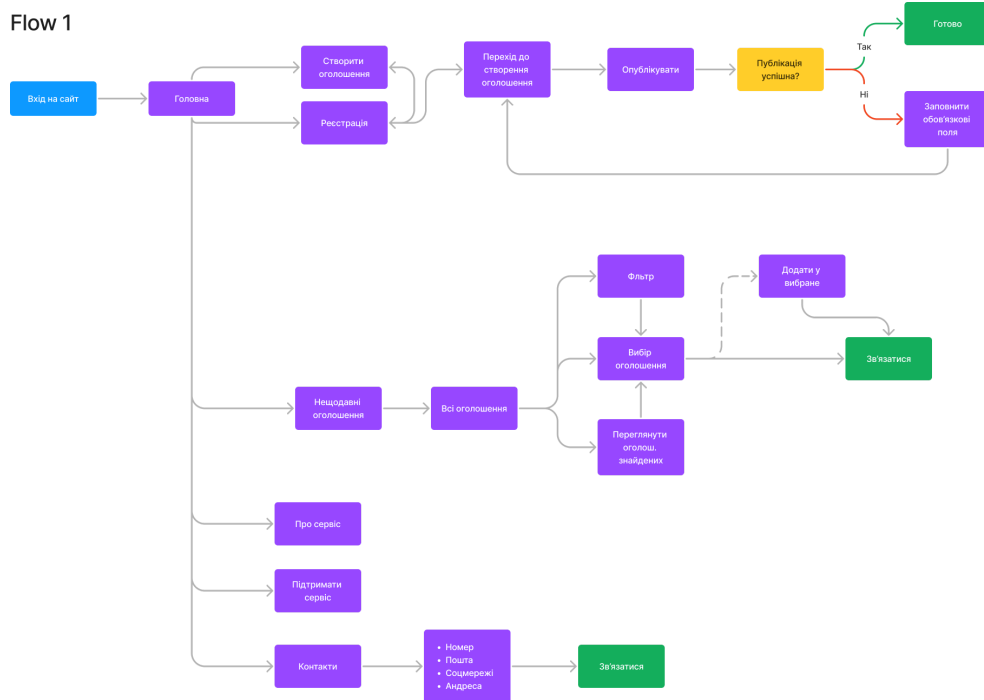 Flow 1
Вхід на сайт
Головна
Створити
оголошення
Реєстрація
Перехід до
створення
оголошення
Опублікувати
Публікація
успішна?
Так
Ні
Готово
Заповнити
обов'язкові
поля
Фльтр
Вибір
оголошення
Переглянути
оголош.
знайдених
Додати у
вибране
Зв'язатися
Нещодавні
оголошення
Всі оголошення
Про сервіс
Підтримати
сервіс
Контакти
• Номер
• Пошта
• Соцмережі
• Андреса
Зв'язатися